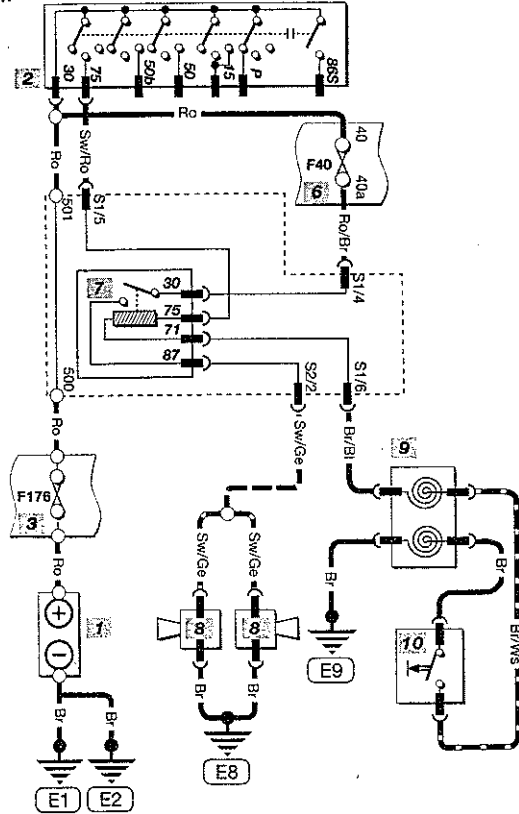 2
30
75
50b
50
15
P
86S
Ro
Ro
Sw/Ro
40
F40
6
40a
Ro/Br
501
S1/5
S1/4
7
30
75
71
87
500
S2/2
S1/6
Ro
Sw/Ge
Br/Bl
9
F176
3
Ro
Sw/Ge
Sw/Ge
Br
Br
1
8
8
10
Br/Ws
Br
Br
Br
Br
E9
E8
E1
E2